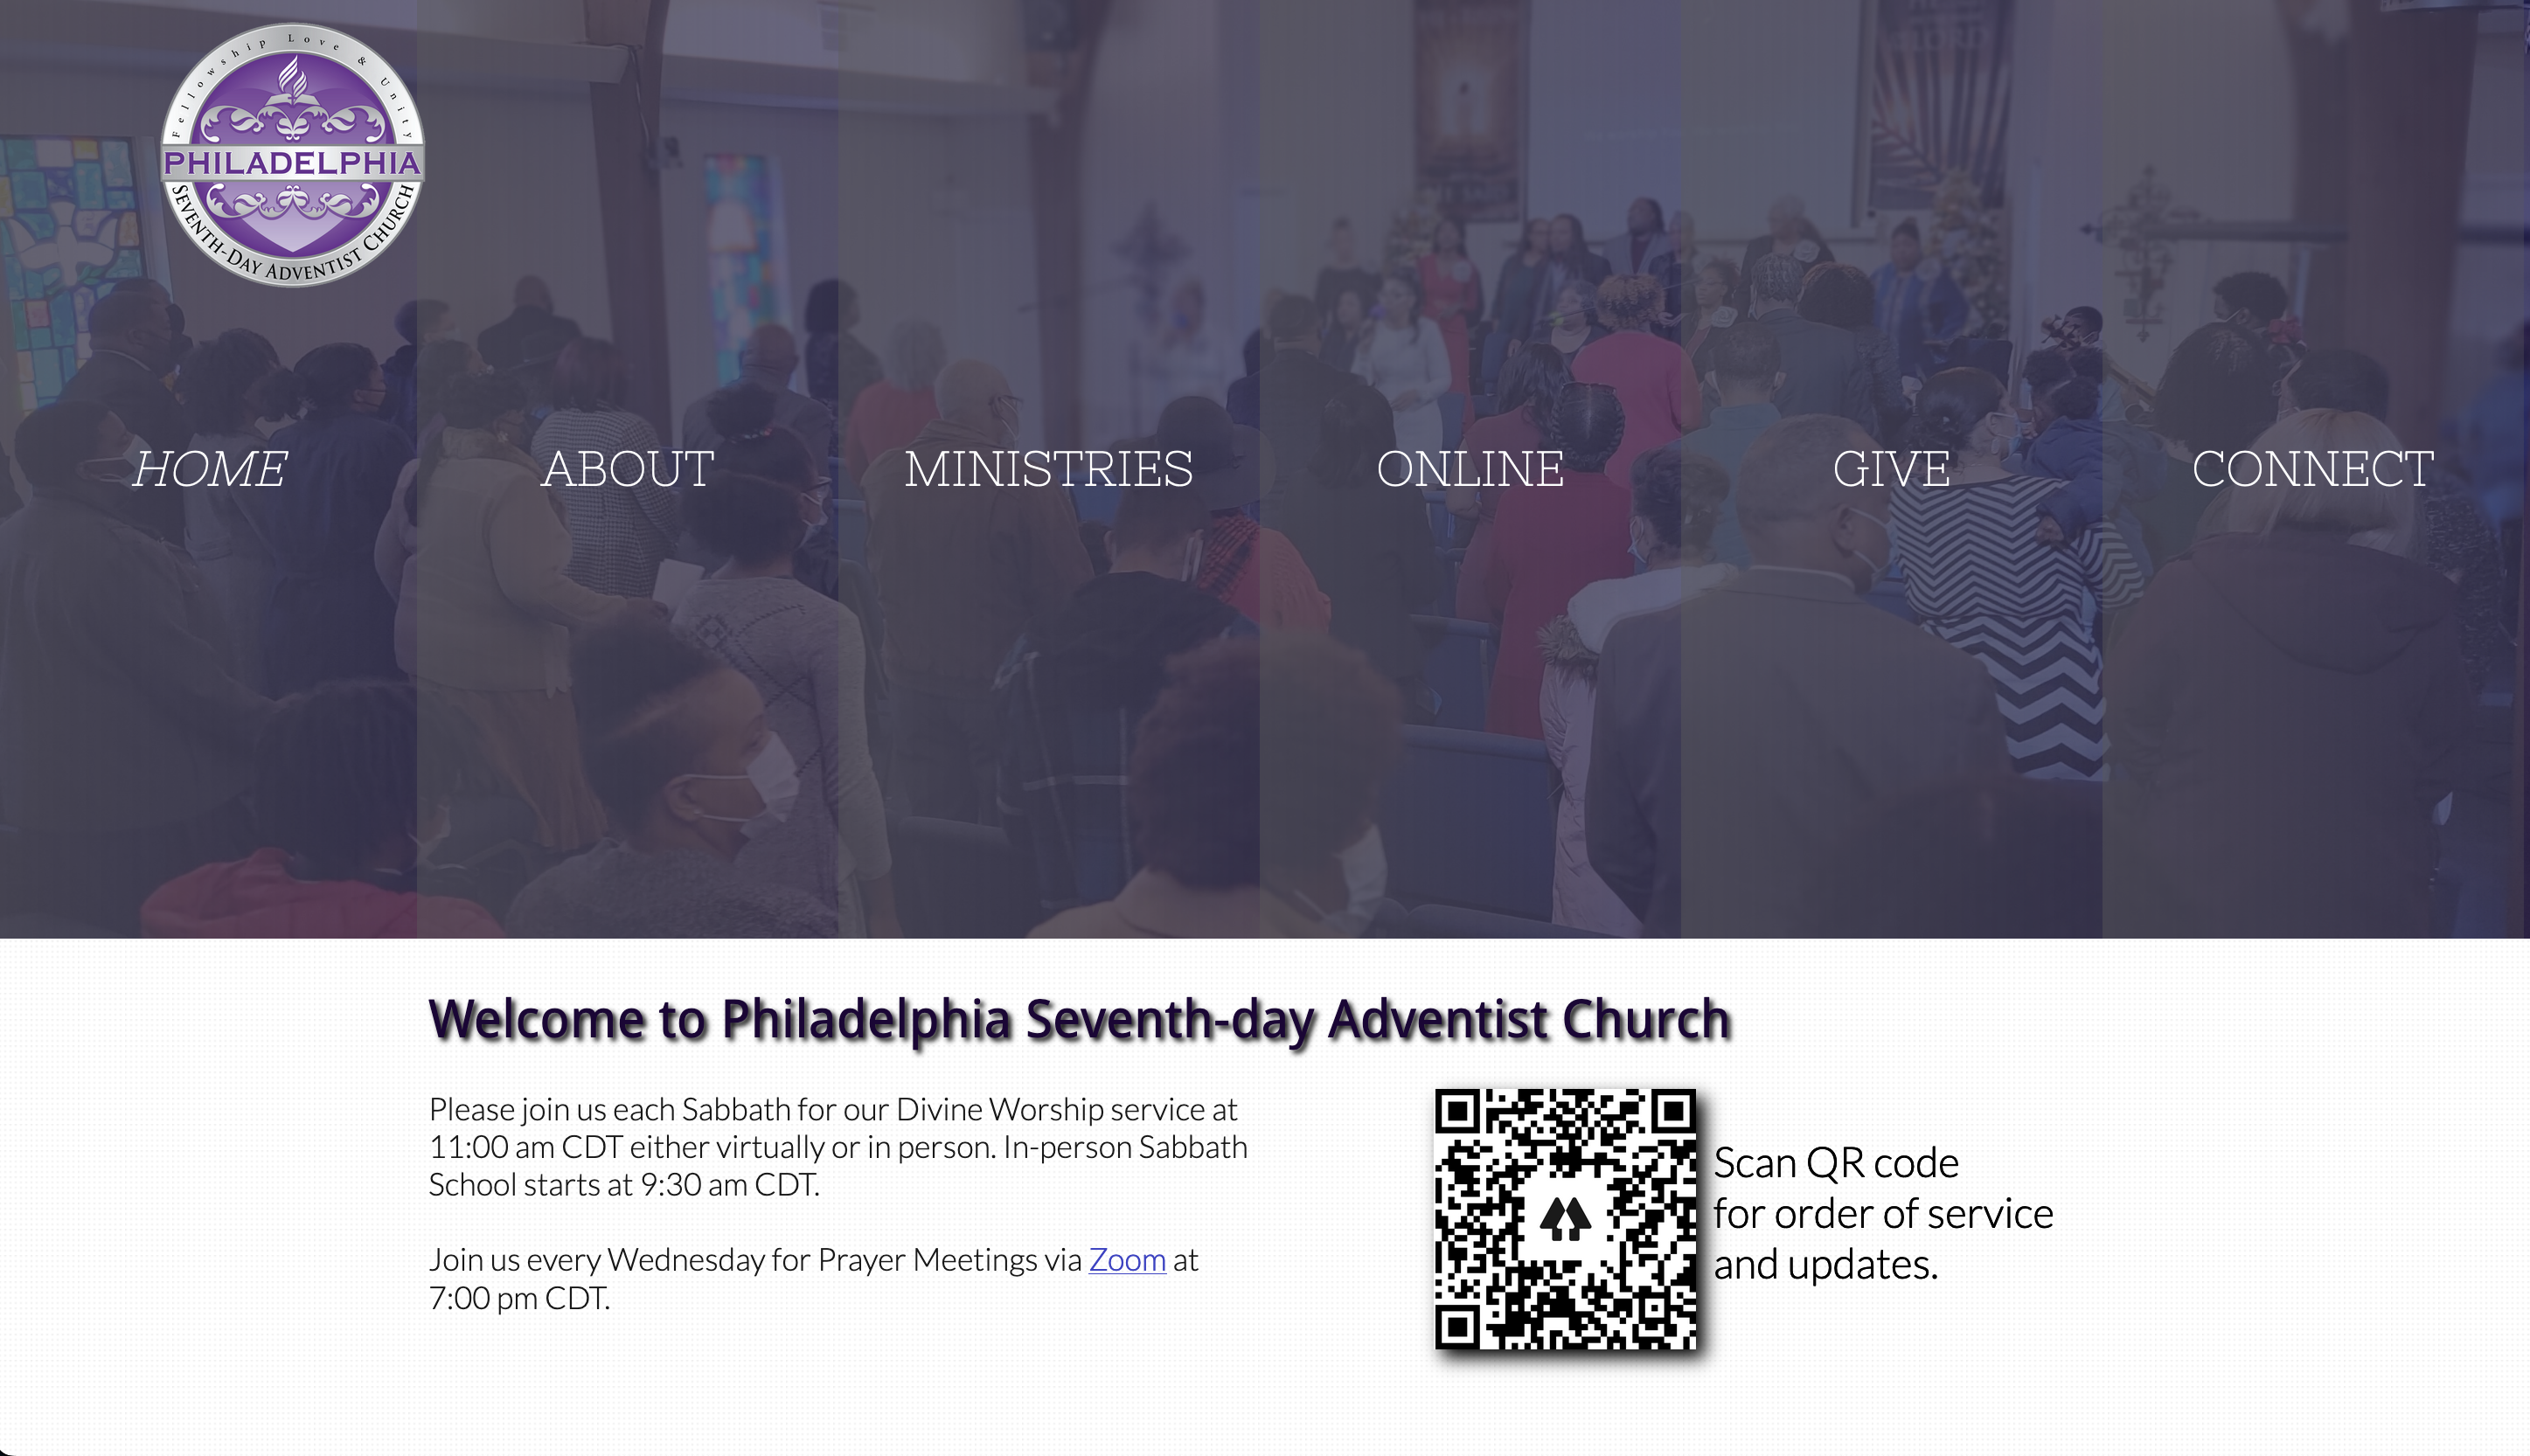 Fellowship Love & Unity
PHILADELPHIA
SEVENTH-DAY ADVENTIST CHURCH
HOME
ABOUT
MINISTRIES
ONLINE
GIVE
CONNECT
Welcome to Philadelphia Seventh-day Adventist Church
Please join us each Sabbath for our Divine Worship service at
11:00 am CDT either virtually or in person. In-person Sabbath
School starts at 9:30 am CDT.
Join us every Wednesday for Prayer Meetings via Zoom at
7:00 pm CDT.
Scan QR code
for order of service
and updates.